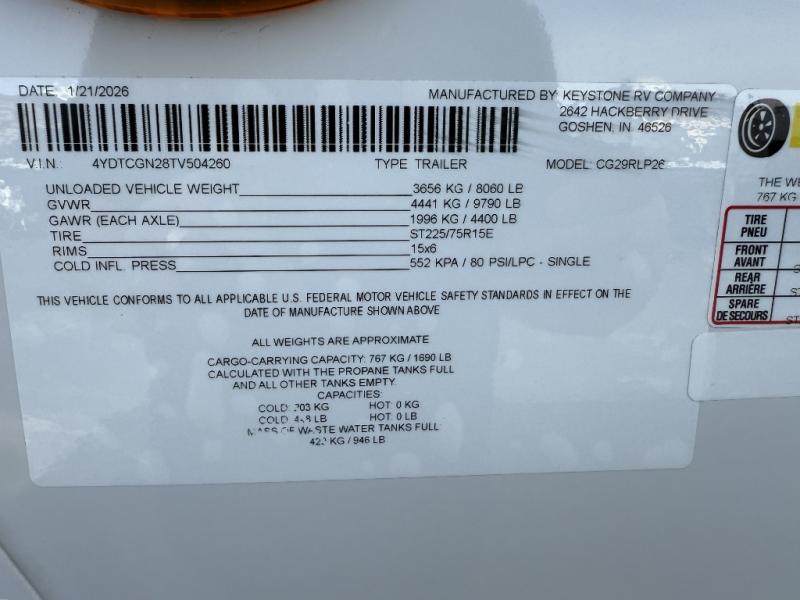 DATE: 1/21/2026
MANUFACTURED BY: KEYSTONE RV COMPANY
2642 HACKBERRY DRIVE
GOSHEN, IN 46526
V.I.N.: 4YDTCGN28TV504260 TYPE TRAILER MODEL: CG29RLP26
UNLOADED VEHICLE WEIGHT 3656 KG / 8060 LB
GVWR 4441 KG / 9790 LB
GAWR (EACH AXLE) 1996 KG / 4400 LB
TIRE ST225/75R15E
RIMS 15x6
COLD INFL. PRESS 552 KPA / 80 PSI/LPC - SINGLE
THIS VEHICLE CONFORMS TO ALL APPLICABLE U.S. FEDERAL MOTOR VEHICLE SAFETY STANDARDS IN EFFECT ON THE
DATE OF MANUFACTURE SHOWN ABOVE
ALL WEIGHTS ARE APPROXIMATE
CARGO-CARRYING CAPACITY: 767 KG / 1690 LB
CALCULATED WITH THE PROPANE TANKS FULL
AND ALL OTHER TANKS EMPTY.
CAPACITIES:
COLD: KG HOT: 0 KG
COLD: LB HOT: 0 LB
MASS OF WASTE WATER TANKS FULL:
KG / 946 LB
THE WE
767 KG
TIRE
PNEU
FRONT
AVANT
REAR
ARRIÈRE
SPARE
DE SECOURS